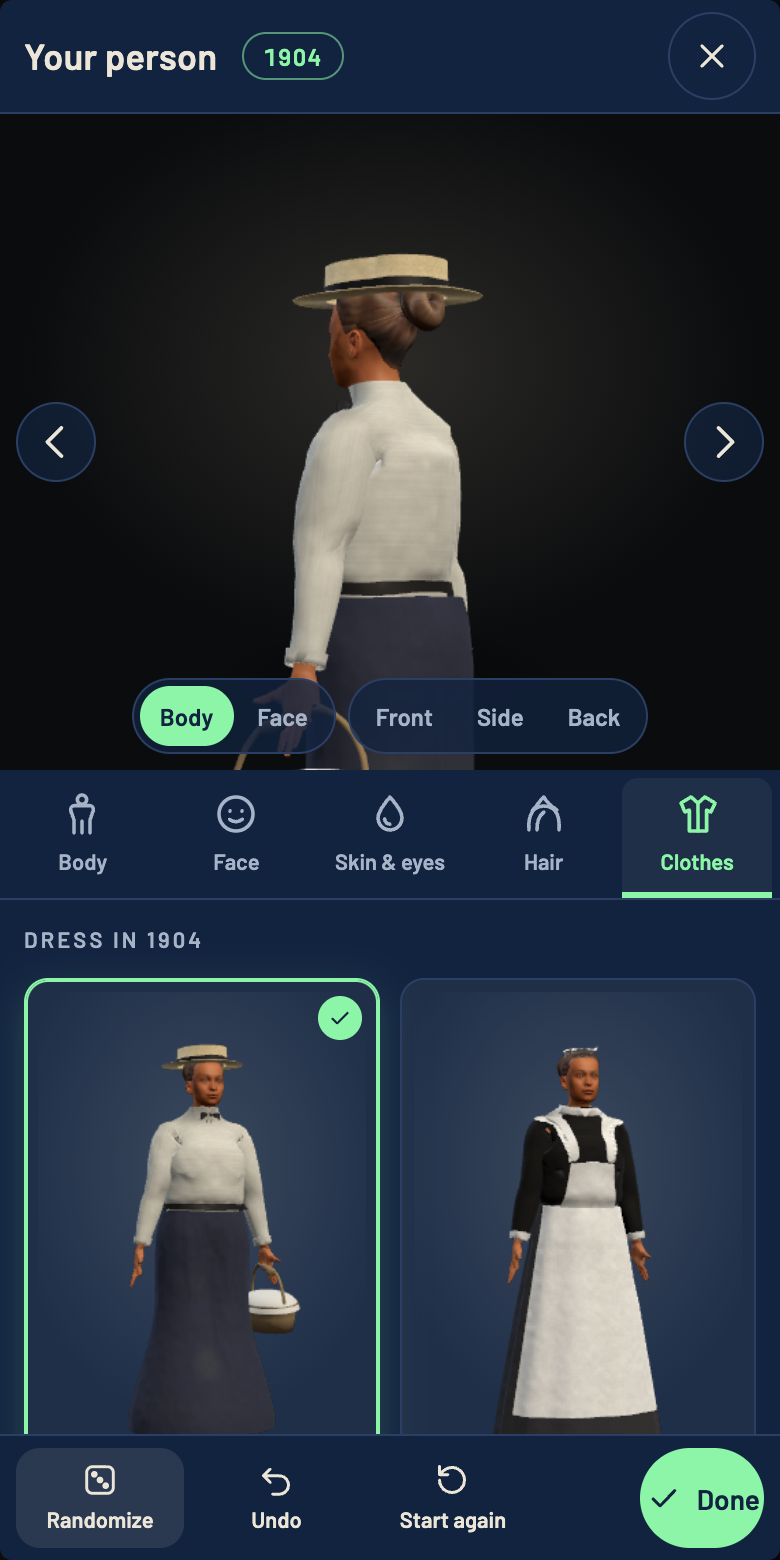 Your person 1904
Body Face Front Side Back
Body Face Skin & eyes Hair Clothes
DRESS IN 1904
Randomize Undo Start again Done